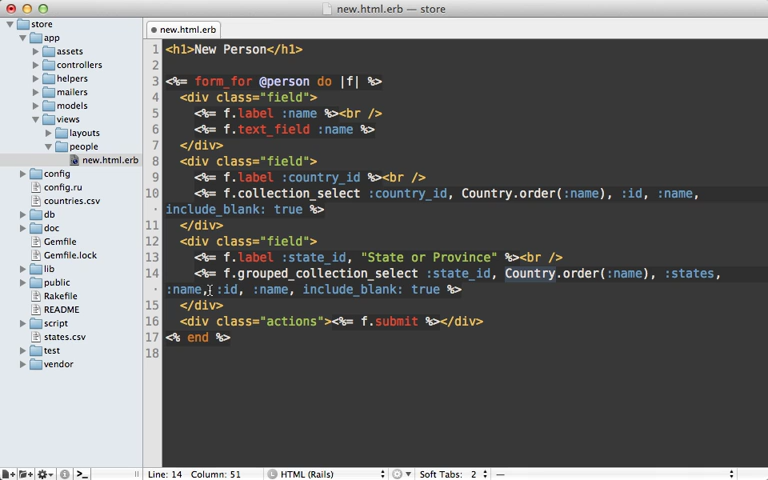 new.html.erb — store
store
app
assets
controllers
helpers
mailers
models
views
layouts
people
new.html.erb
config
config.ru
countries.csv
db
doc
Gemfile
Gemfile.lock
lib
public
Rakefile
README
script
states.csv
test
vendor
new.html.erb
1 <h1>New Person</h1>
2
3 <%= form_for @person do |f| %>
4 <div class="field">
5 <%= f.label :name %><br />
6 <%= f.text_field :name %>
7 </div>
8 <div class="field">
9 <%= f.label :country_id %><br />
10 <%= f.collection_select :country_id, Country.order(:name), :id, :name,
· include_blank: true %>
11 </div>
12 <div class="field">
13 <%= f.label :state_id, "State or Province" %><br />
14 <%= f.grouped_collection_select :state_id, Country.order(:name), :states,
· :name, :id, :name, include_blank: true %>
15 </div>
16 <div class="actions"><%= f.submit %></div>
17 <% end %>
18
Line: 14 Column: 51 HTML (Rails) Soft Tabs: 2 —